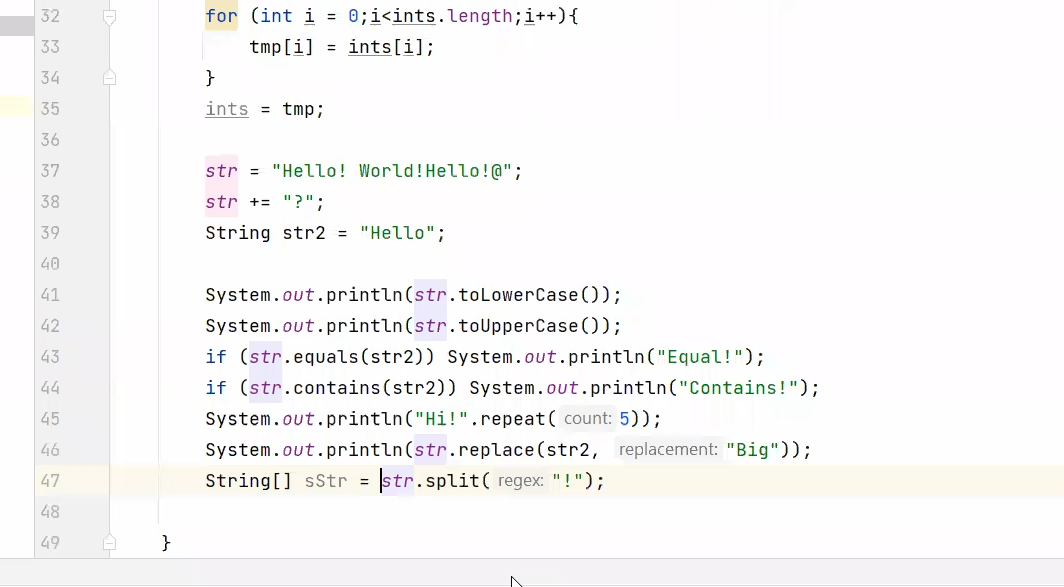 32 for (int i = 0;i<ints.length;i++){
33 tmp[i] = ints[i];
34 }
35 ints = tmp;
36
37 str = "Hello! World!Hello!@";
38 str += "?";
39 String str2 = "Hello";
40
41 System.out.println(str.toLowerCase());
42 System.out.println(str.toUpperCase());
43 if (str.equals(str2)) System.out.println("Equal!");
44 if (str.contains(str2)) System.out.println("Contains!");
45 System.out.println("Hi!".repeat( count: 5));
46 System.out.println(str.replace(str2, replacement: "Big"));
47 String[] sStr = str.split( regex: "!");
48
49 }